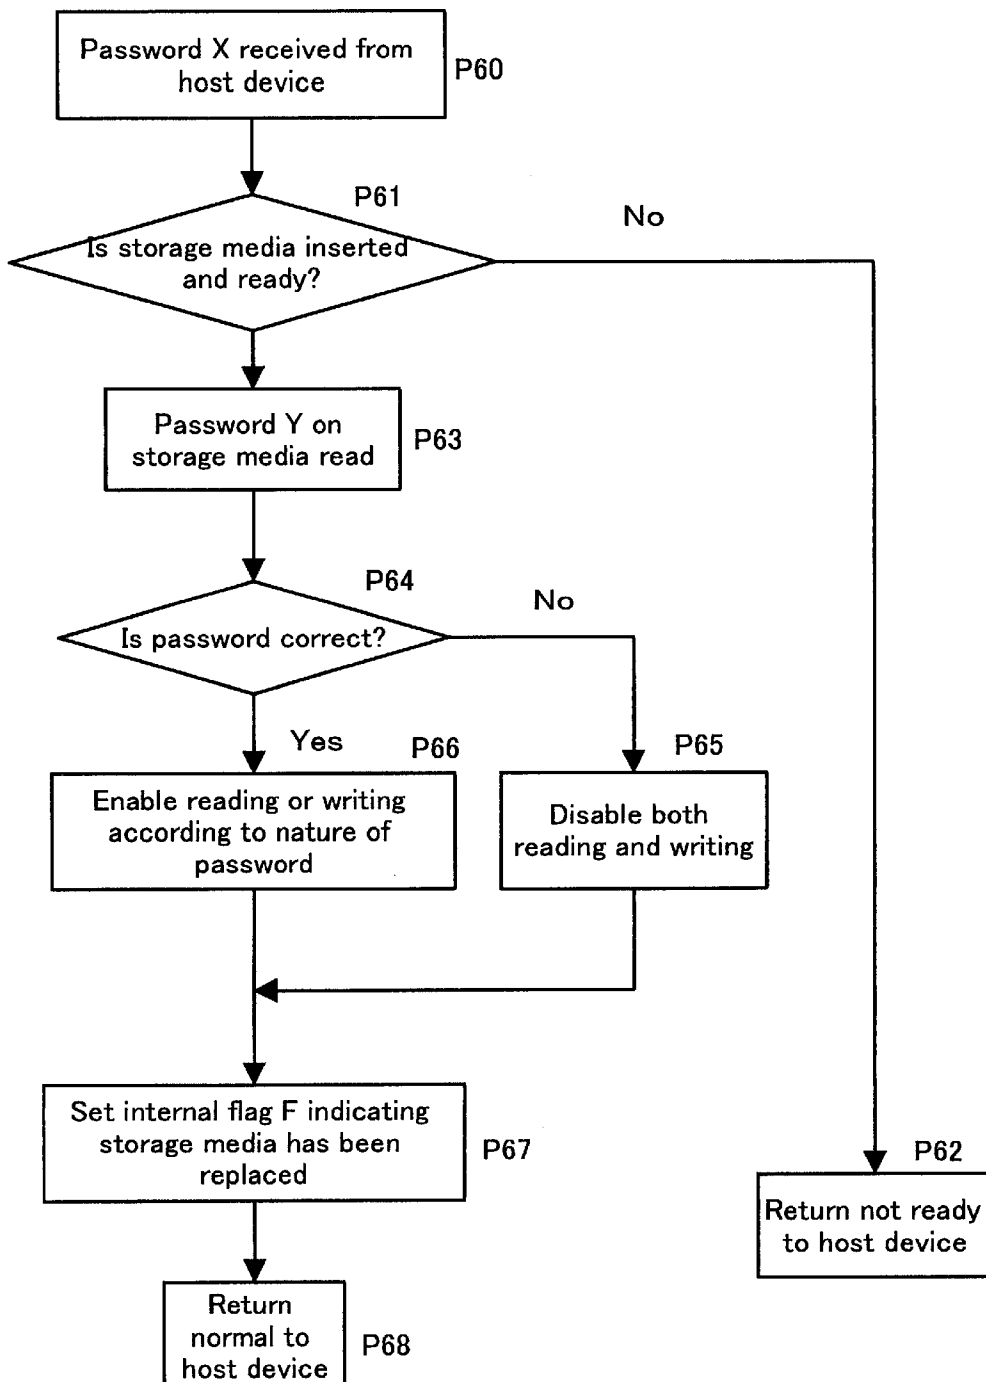 Password X received from
host device
P60
P61
No
Is storage media inserted
and ready?
Password Y on
storage media read
P63
P64
No
Is password correct?
Yes
P66
P65
Enable reading or writing
according to nature of
password
Disable both
reading and writing
Set internal flag F indicating
storage media has been
replaced
P67
P62
Return not ready
to host device
Return
normal to
host device
P68